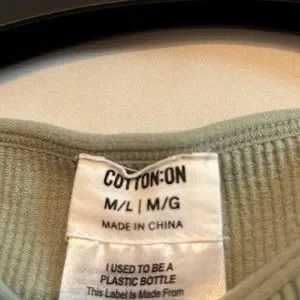 COTTON:ON
M/L | M/G
MADE IN CHINA
I USED TO BE A
PLASTIC BOTTLE
This Label Is Made From